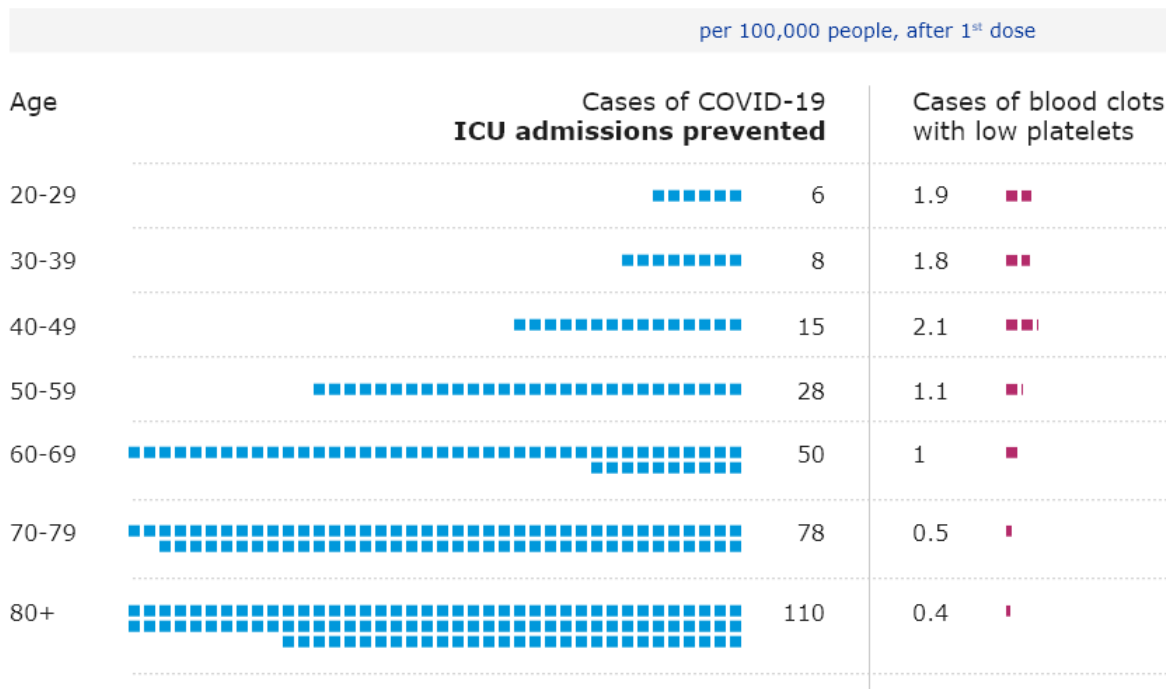 per 100,000 people, after 1st dose
Age
Cases of COVID-19
ICU admissions prevented
Cases of blood clots
with low platelets
20-29 6 1.9
30-39 8 1.8
40-49 15 2.1
50-59 28 1.1
60-69 50 1
70-79 78 0.5
80+ 110 0.4